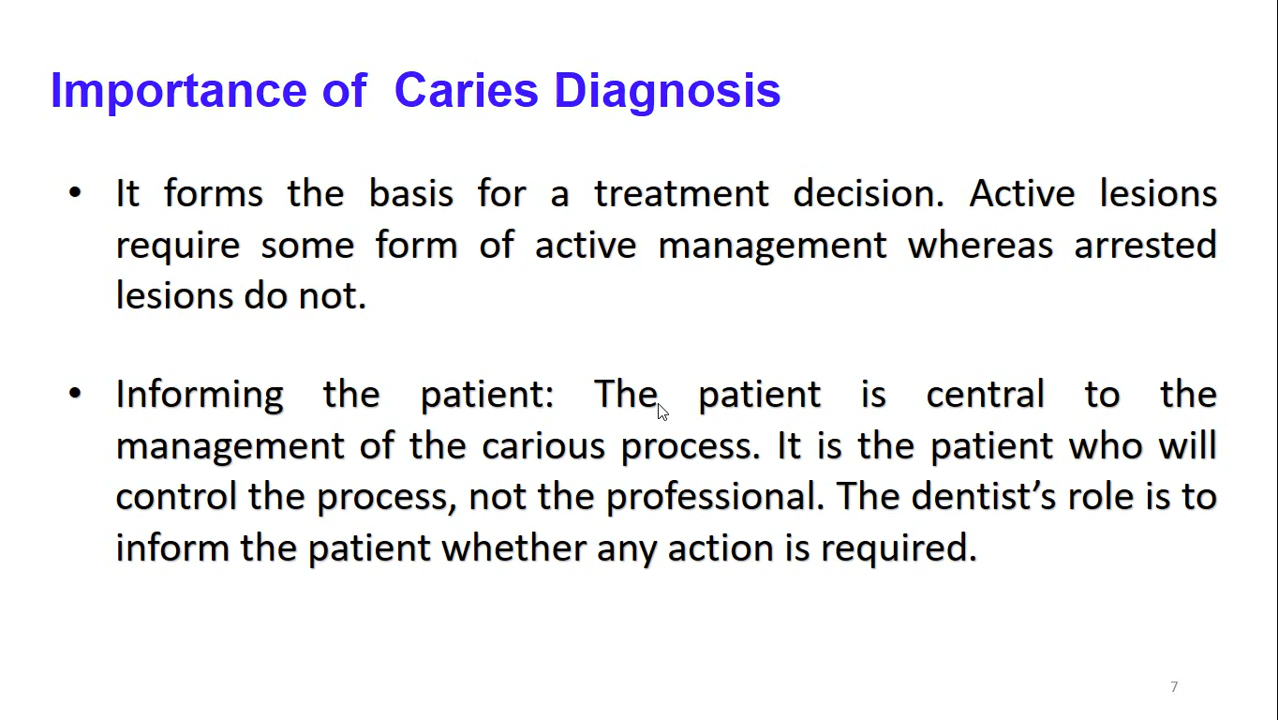 Importance of Caries Diagnosis
• It forms the basis for a treatment decision. Active lesions
require some form of active management whereas arrested
lesions do not.
• Informing the patient: The patient is central to the
management of the carious process. It is the patient who will
control the process, not the professional. The dentist’s role is to
inform the patient whether any action is required.
7